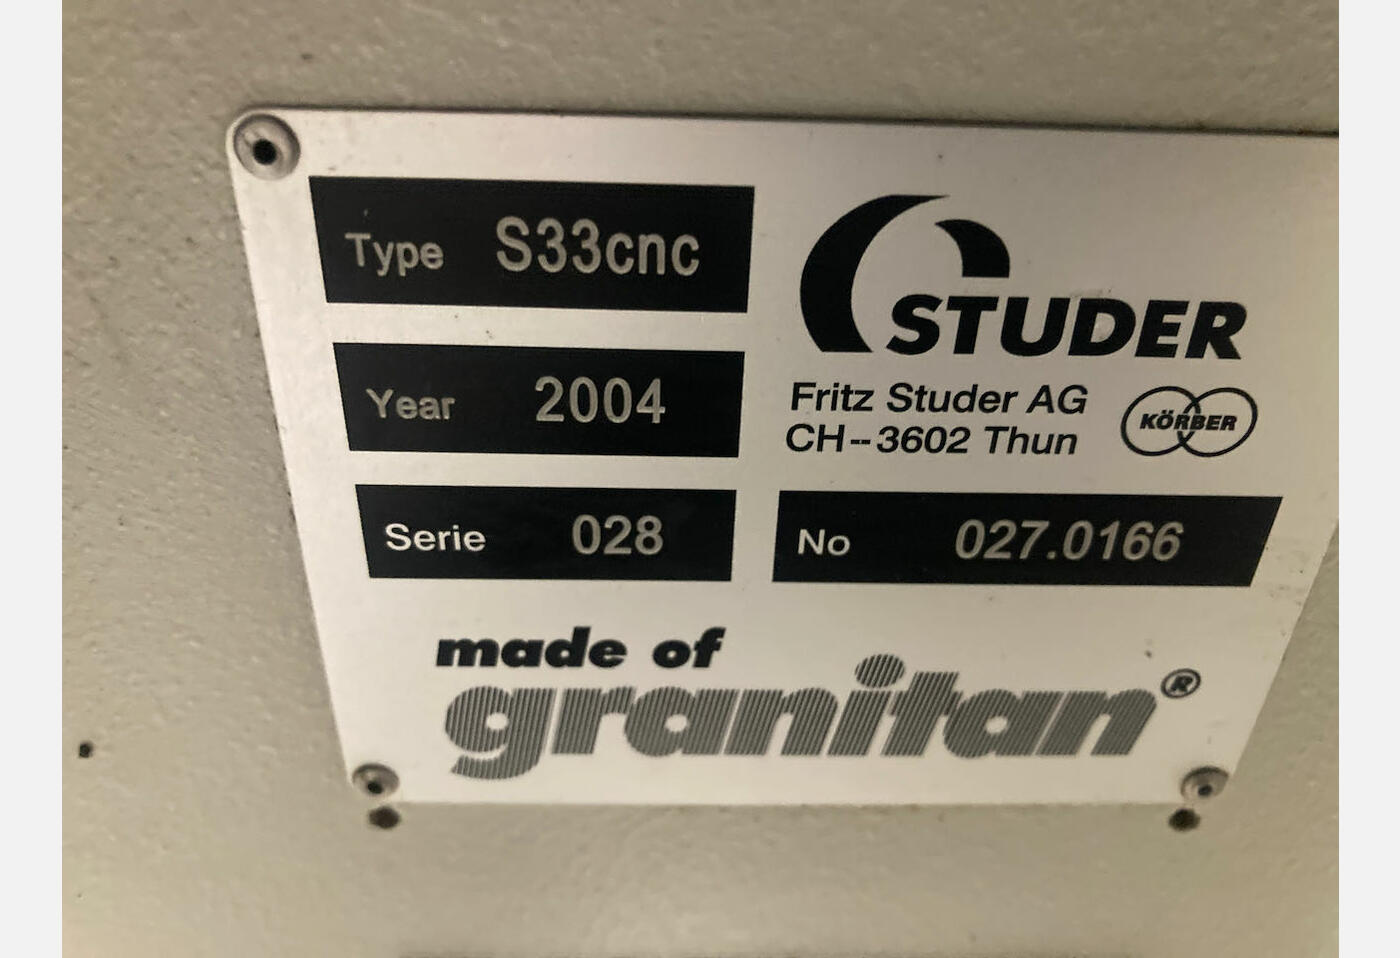 Type S33cnc
STUDER
Year 2004
Fritz Studer AG
CH--3602 Thun
KÖRBER
Serie 028
No 027.0166
made of
granitan®